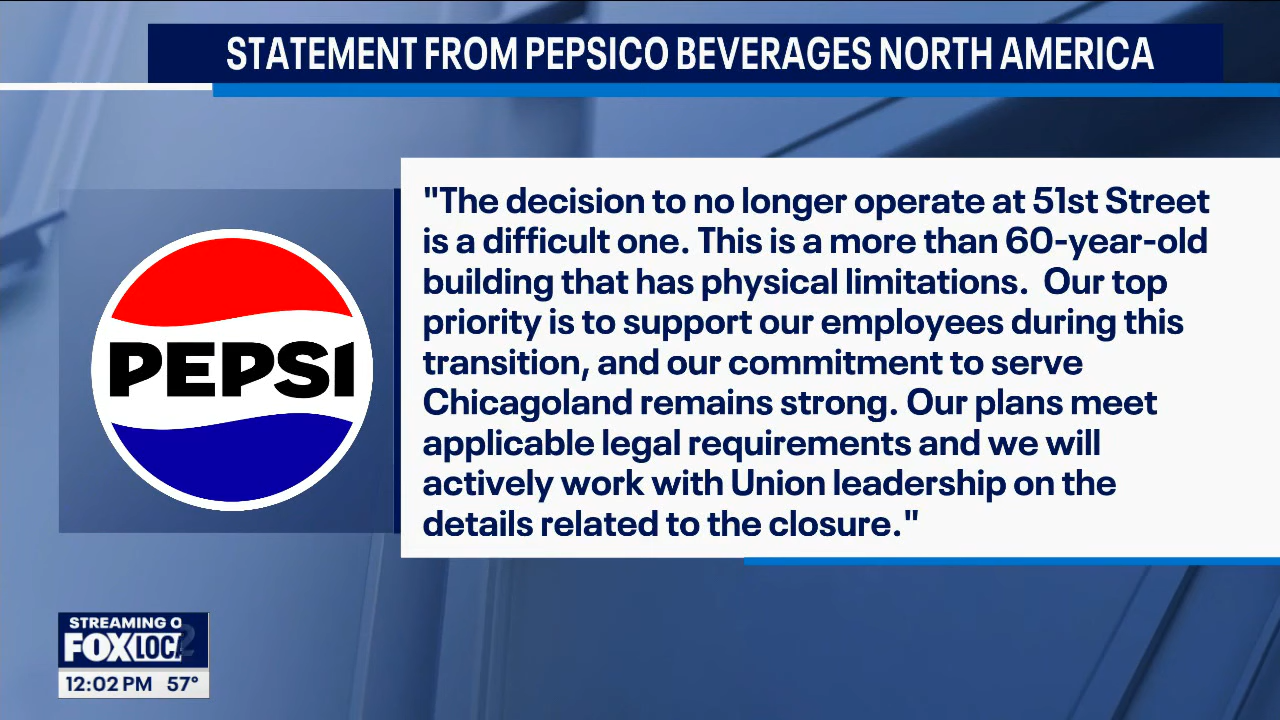 STATEMENT FROM PEPSICO BEVERAGES NORTH AMERICA
"The decision to no longer operate at 51st Street
is a difficult one. This is a more than 60-year-old
building that has physical limitations.  Our top
priority is to support our employees during this
transition, and our commitment to serve
Chicagoland remains strong. Our plans meet
applicable legal requirements and we will
actively work with Union leadership on the
details related to the closure."
PEPSI
STREAMING O
FOX LOCA
12:02 PM 57°